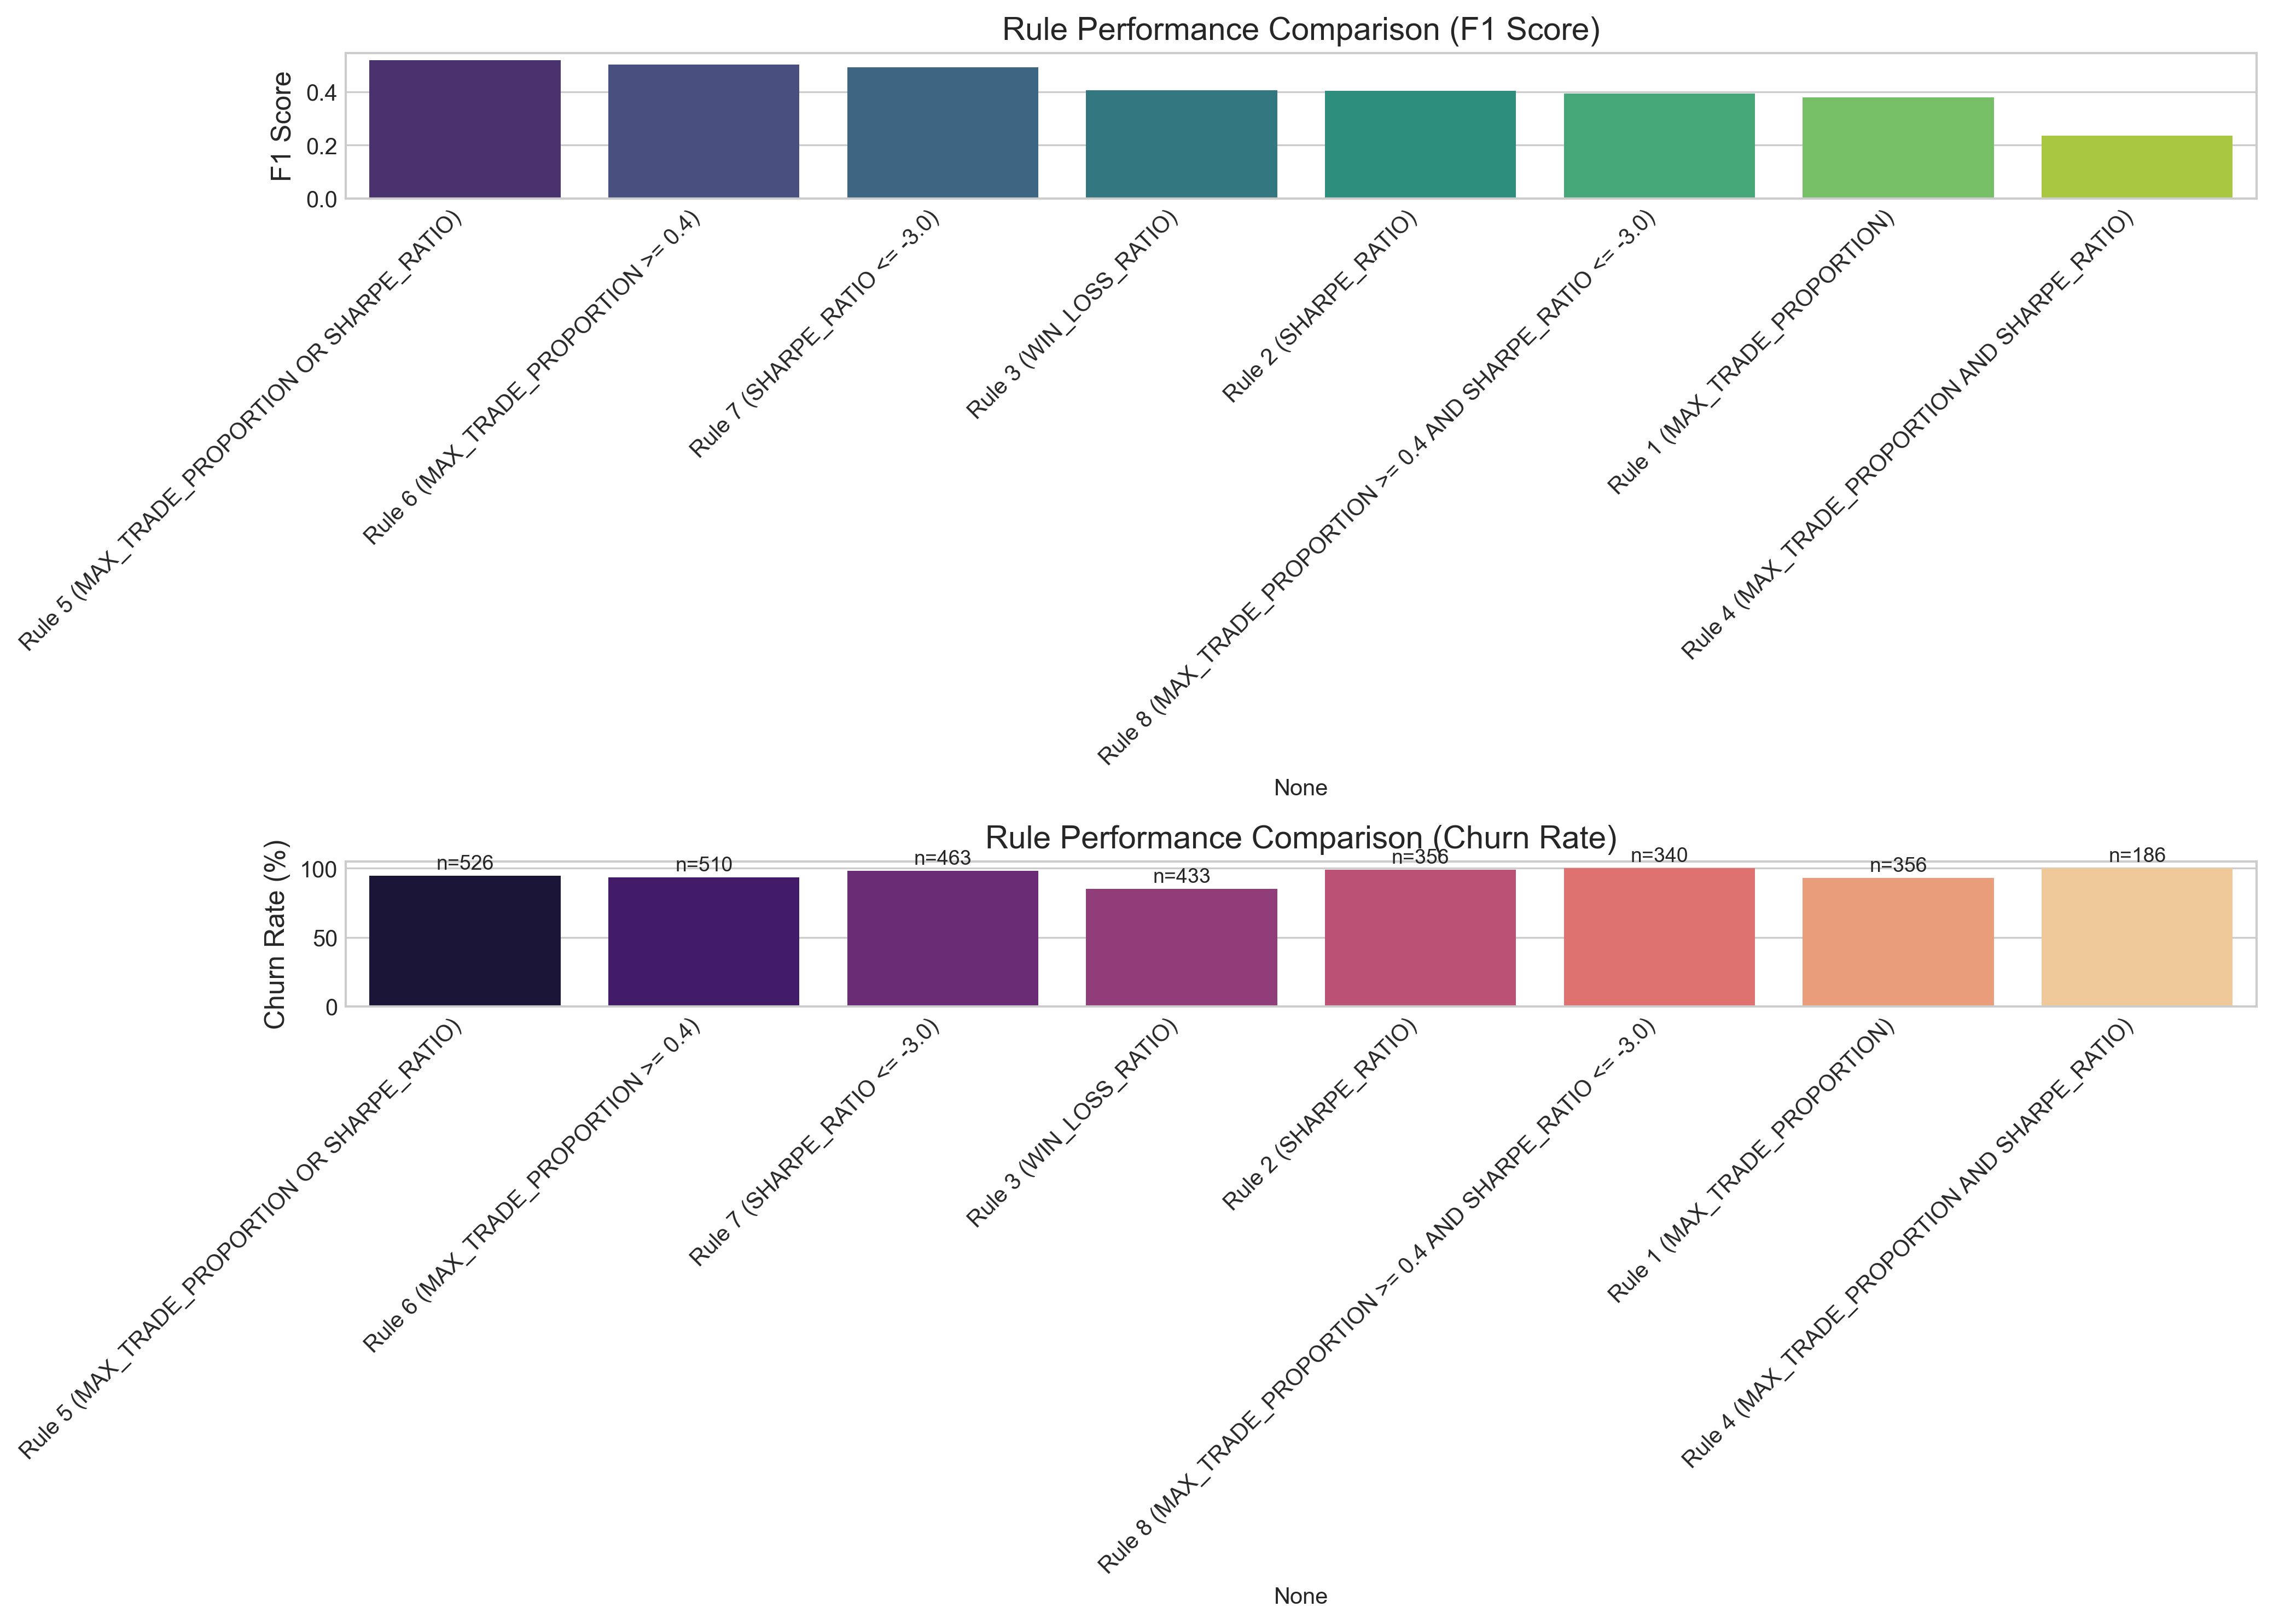 Rule Performance Comparison (F1 Score)
F1 Score
0.4
0.2
0.0
Rule 5 (MAX_TRADE_PROPORTION OR SHARPE_RATIO)
Rule 6 (MAX_TRADE_PROPORTION >= 0.4)
Rule 7 (SHARPE_RATIO <= -3.0)
Rule 3 (WIN_LOSS_RATIO)
Rule 2 (SHARPE_RATIO)
Rule 8 (MAX_TRADE_PROPORTION >= 0.4 AND SHARPE_RATIO <= -3.0)
Rule 1 (MAX_TRADE_PROPORTION)
Rule 4 (MAX_TRADE_PROPORTION AND SHARPE_RATIO)
None
Rule Performance Comparison (Churn Rate)
Churn Rate (%)
100
50
0
n=526
n=510
n=463
n=433
n=356
n=340
n=356
n=186
Rule 5 (MAX_TRADE_PROPORTION OR SHARPE_RATIO)
Rule 6 (MAX_TRADE_PROPORTION >= 0.4)
Rule 7 (SHARPE_RATIO <= -3.0)
Rule 3 (WIN_LOSS_RATIO)
Rule 2 (SHARPE_RATIO)
Rule 8 (MAX_TRADE_PROPORTION >= 0.4 AND SHARPE_RATIO <= -3.0)
Rule 1 (MAX_TRADE_PROPORTION)
Rule 4 (MAX_TRADE_PROPORTION AND SHARPE_RATIO)
None